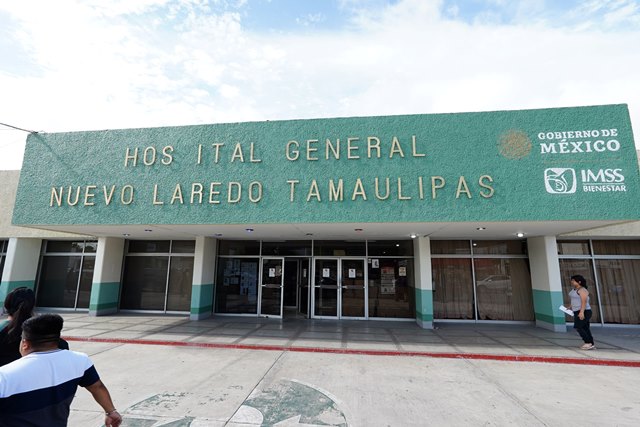 HOS ITAL GENERAL
NUEVO LAREDO TAMAULIPAS
GOBIERNO DE
MÉXICO
IMSS
BIENESTAR